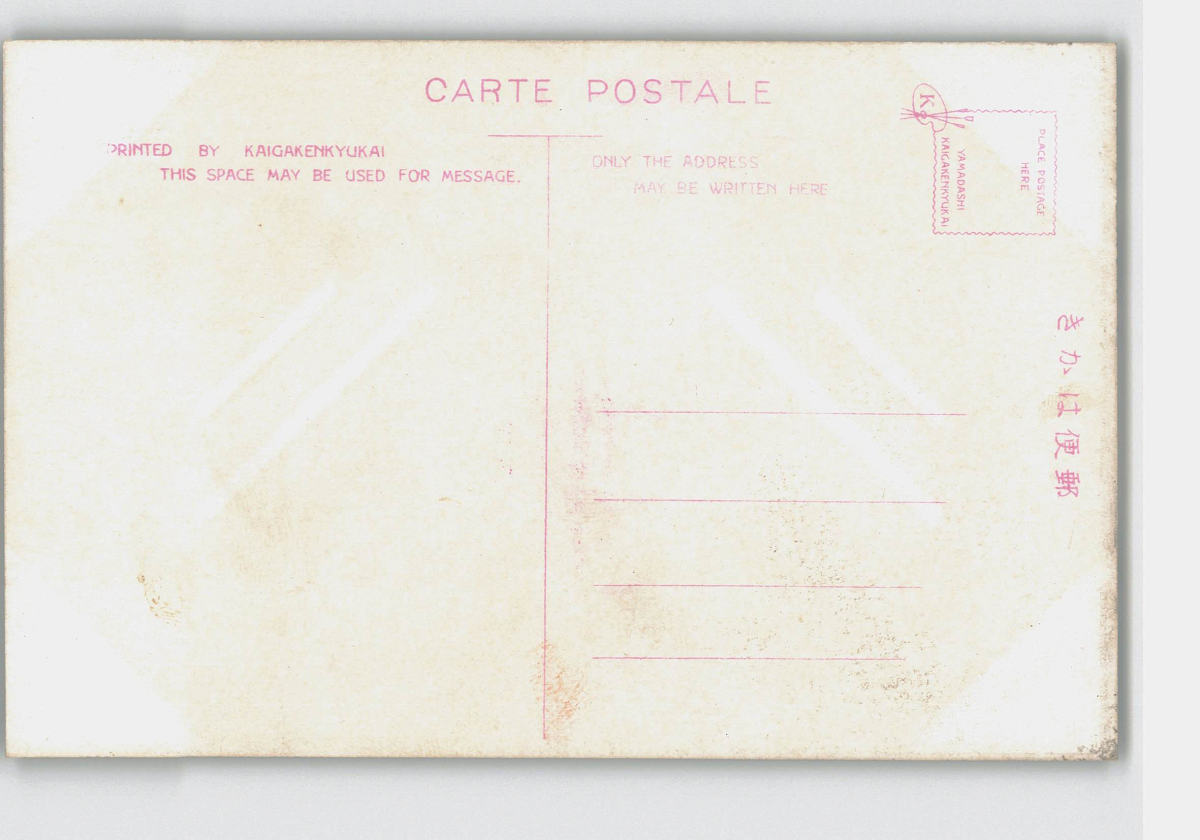 CARTE POSTALE
PRINTED BY KAIGAKENKYUKAI
THIS SPACE MAY BE USED FOR MESSAGE.
ONLY THE ADDRESS
MAY BE WRITTEN HERE
K
PLACE POSTAGE
HERE
YAMADASHI
KAIGAKENKYUKAI
きかは便郵